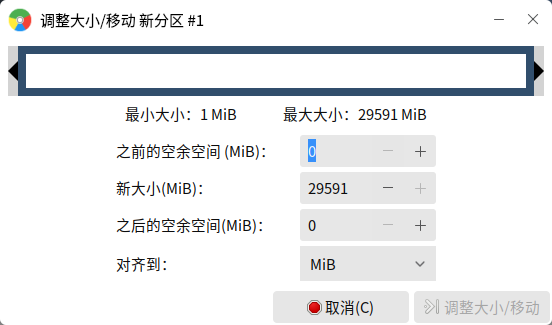 调整大小/移动 新分区 #1
最小大小：1 MiB 最大大小：29591 MiB
之前的空余空间 (MiB)： 0
新大小(MiB)： 29591
之后的空余空间(MiB)： 0
对齐到： MiB
取消(C) 调整大小/移动